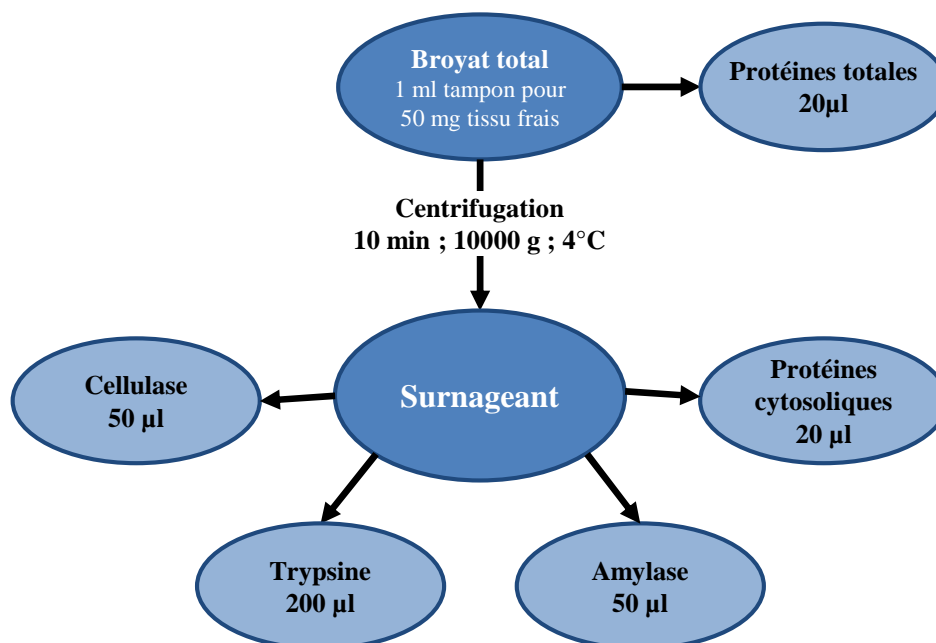 Broyat total
1 ml tampon pour
50 mg tissu frais
Protéines totales
20µl
Centrifugation
10 min ; 10000 g ; 4°C
Cellulase
50 µl
Surnageant
Protéines
cytosoliques
20 µl
Trypsine
200 µl
Amylase
50 µl